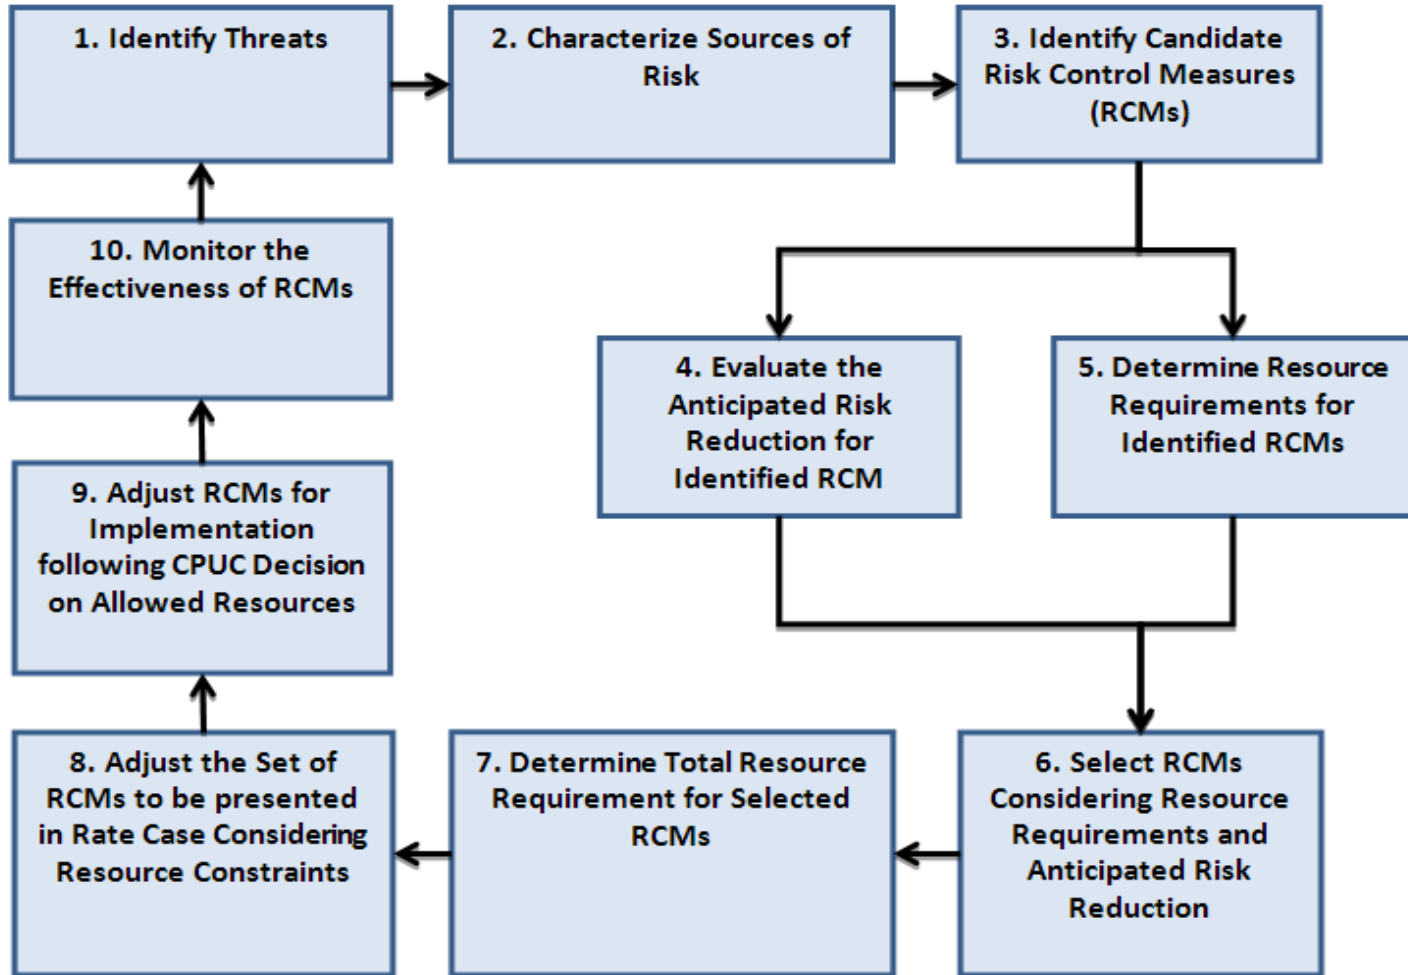 1. Identify Threats
2. Characterize Sources of
Risk
3. Identify Candidate
Risk Control Measures
(RCMs)
10. Monitor the
Effectiveness of RCMs
4. Evaluate the
Anticipated Risk
Reduction for
Identified RCM
5. Determine Resource
Requirements for
Identified RCMs
9. Adjust RCMs for
Implementation
following CPUC Decision
on Allowed Resources
8. Adjust the Set of
RCMs to be presented
in Rate Case Considering
Resource Constraints
7. Determine Total Resource
Requirement for Selected
RCMs
6. Select RCMs
Considering Resource
Requirements and
Anticipated Risk
Reduction